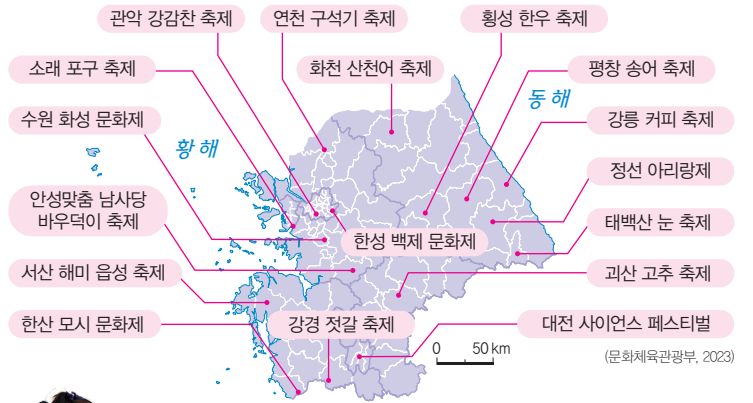 관악 강감찬 축제
연천 구석기 축제
횡성 한우 축제
소래 포구 축제
화천 산천어 축제
평창 송어 축제
동해
수원 화성 문화제
황해
강릉 커피 축제
정선 아리랑제
안성맞춤 남사당
바우덕이 축제
한성 백제 문화제
태백산 눈 축제
서산 해미 읍성 축제
괴산 고추 축제
한산 모시 문화제
강경 젓갈 축제
대전 사이언스 페스티벌
0 50 km
(문화체육관광부, 2023)